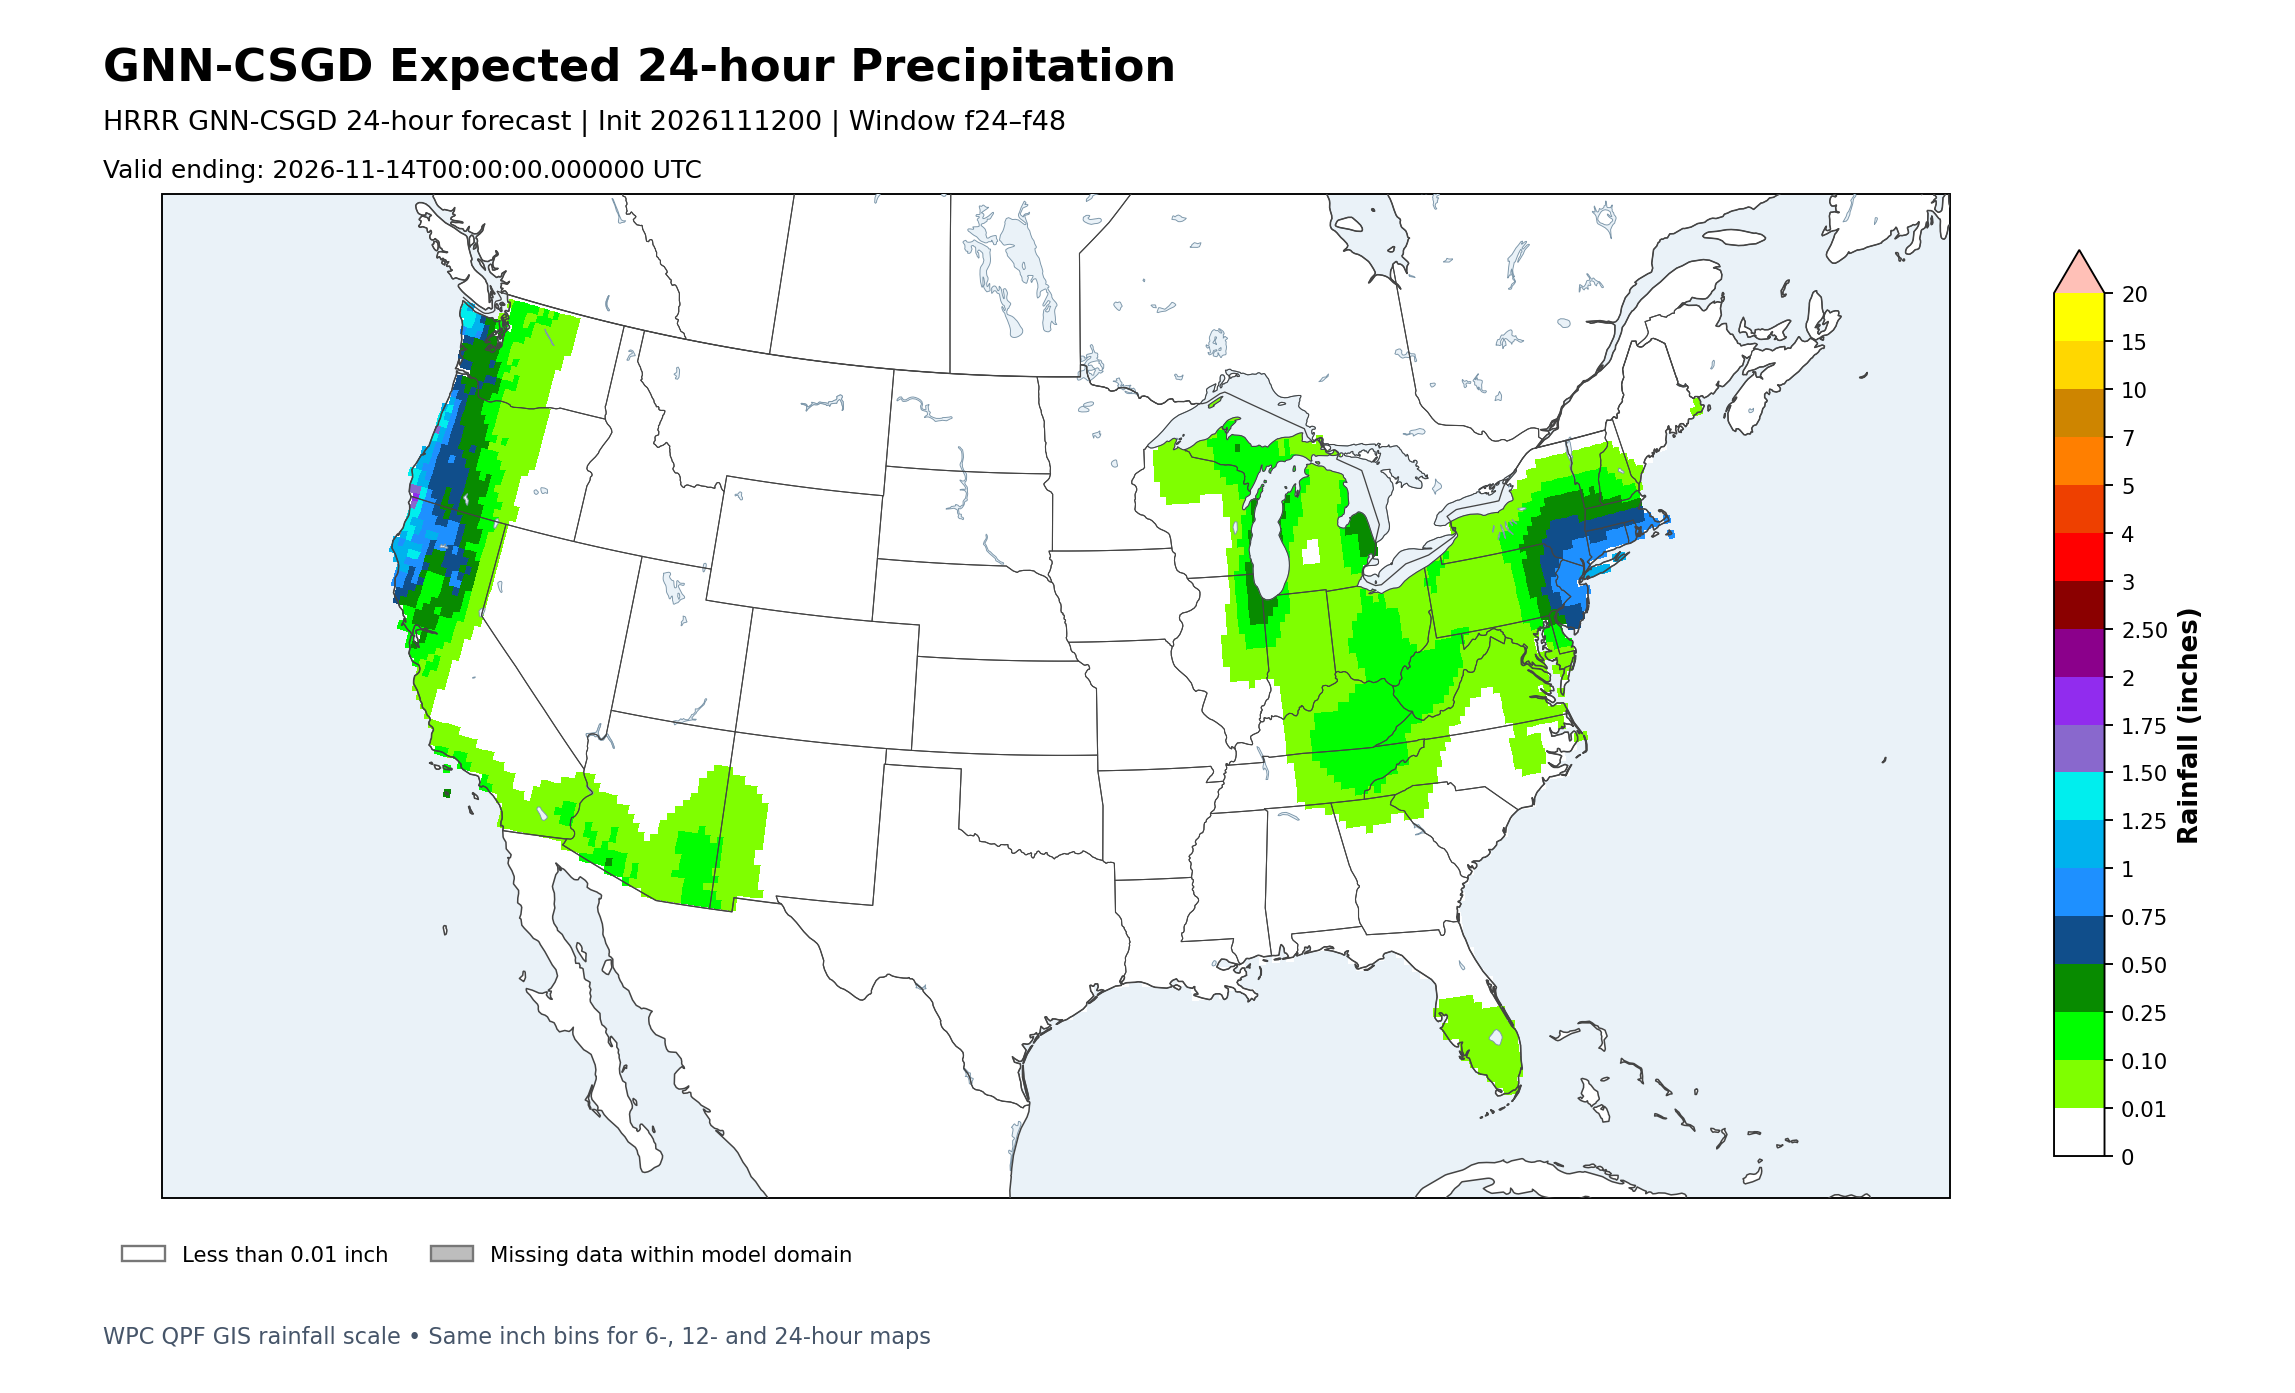 GNN-CSGD Expected 24-hour Precipitation
HRRR GNN-CSGD 24-hour forecast | Init 2026111200 | Window f24–f48
Valid ending: 2026-11-14T00:00:00.000000 UTC
20
15
10
7
5
4
3
2.50
2
1.75
1.50
1.25
1
0.75
0.50
0.25
0.10
0.01
0
Rainfall (inches)
Less than 0.01 inch
Missing data within model domain
WPC QPF GIS rainfall scale • Same inch bins for 6-, 12- and 24-hour maps